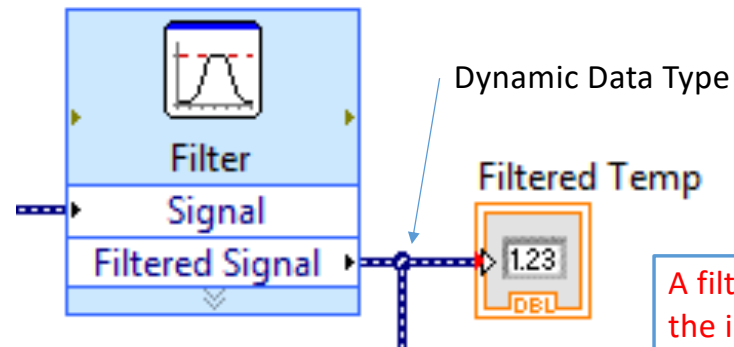 Dynamic Data Type
Filter
Signal
Filtered Signal
Filtered Temp
1.23
DBL
A filt
the i